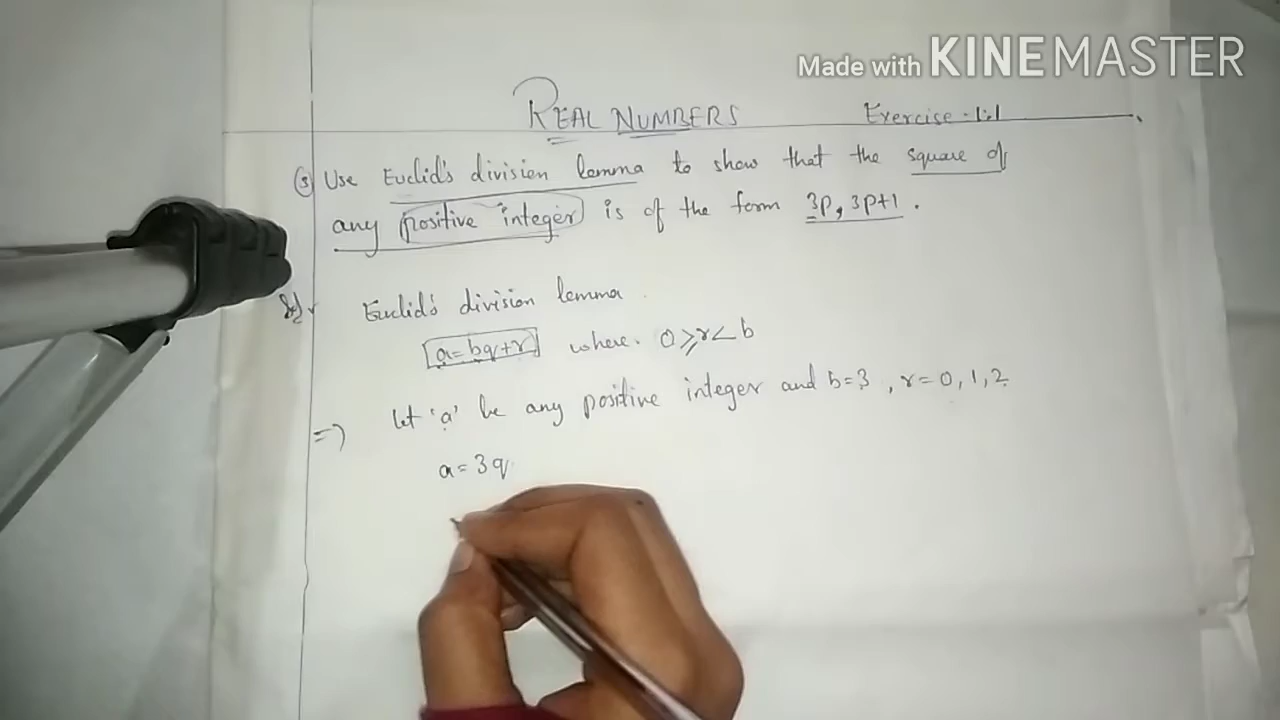 Made with KINEMASTER
REAL NUMBERS Exercise-1.1
③ Use Euclid's division lemma to show that the square of
any positive integer is of the form 3p, 3p+1.
Sol Euclid's division lemma
a=bq+r where 0⩾r<b
=> let 'a' be any positive integer and b=3, r=0,1,2
a=3q